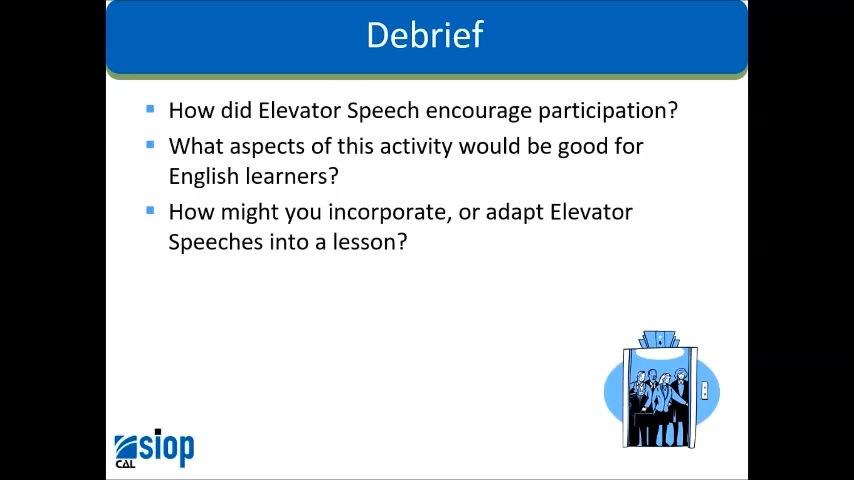 Debrief
How did Elevator Speech encourage participation?
What aspects of this activity would be good for
English learners?
How might you incorporate, or adapt Elevator
Speeches into a lesson?
siop
CAL